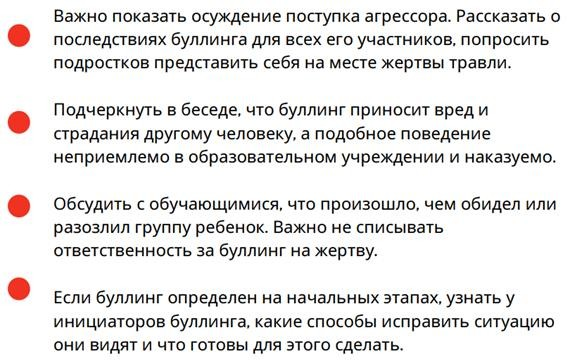 Важно показать осуждение поступка агрессора. Рассказать о
последствиях буллинга для всех его участников, попросить
подростков представить себя на месте жертвы травли.
Подчеркнуть в беседе, что буллинг приносит вред и
страдания другому человеку, а подобное поведение
неприемлемо в образовательном учреждении и наказуемо.
Обсудить с обучающимися, что произошло, чем обидел или
разозлил группу ребенок. Важно не списывать
ответственность за буллинг на жертву.
Если буллинг определен на начальных этапах, узнать у
инициаторов буллинга, какие способы исправить ситуацию
они видят и что готовы для этого сделать.